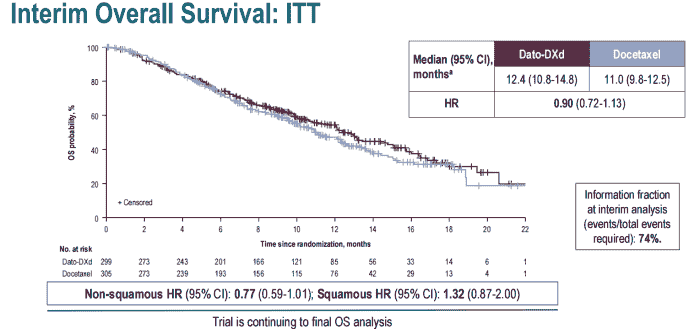 Interim Overall Survival: ITT
Median (95% CI), monthsᵃ Dato-DXd Docetaxel
12.4 (10.8-14.8) 11.0 (9.8-12.5)
HR 0.90 (0.72-1.13)
OS probability, %
100
80
60
40
20
0
+ Censored
0 2 4 6 8 10 12 14 16 18 20 22
Time since randomization, months
No. at risk
Dato-DXd 299 273 243 201 166 121 85 56 33 14 6 1
Docetaxel 305 273 239 193 156 115 76 42 29 13 4 1
Information fraction
at interim analysis
(events/total events
required): 74%.
Non-squamous HR (95% CI): 0.77 (0.59-1.01); Squamous HR (95% CI): 1.32 (0.87-2.00)
Trial is continuing to final OS analysis